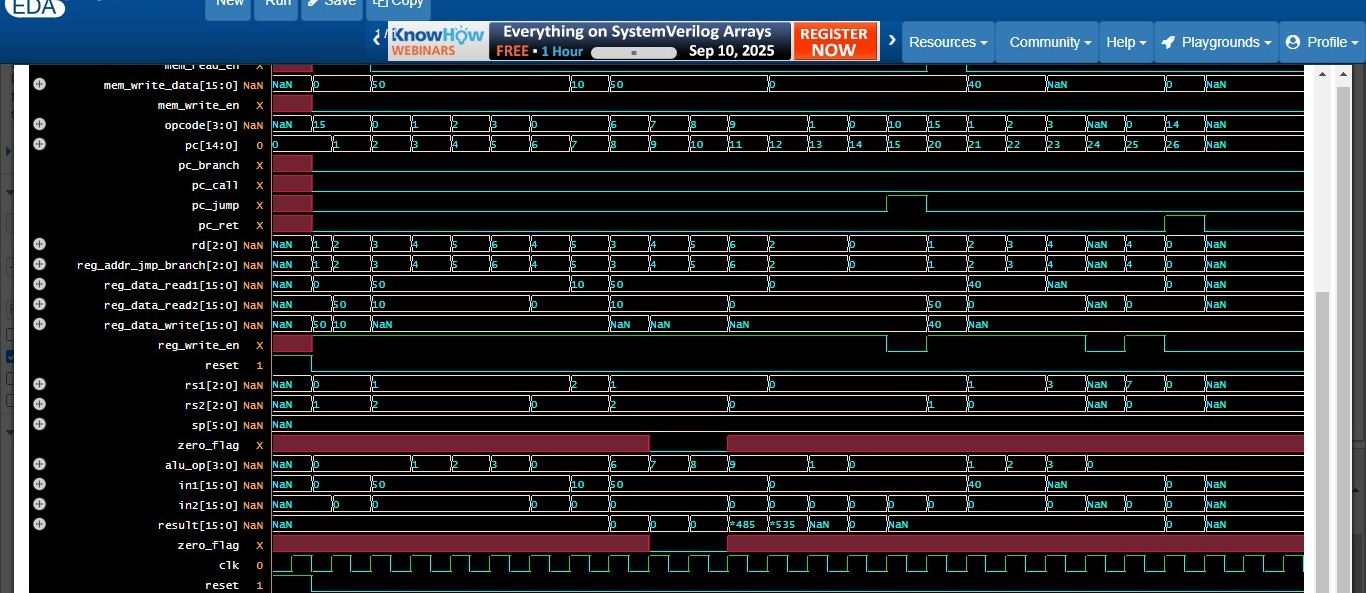 EDA New Run Save Copy
KnowHow WEBINARS Everything on SystemVerilog Arrays FREE • 1 Hour Sep 10, 2025 REGISTER NOW
Resources Community Help Playgrounds Profile
mem_read_en X
mem_write_data[15:0] NaN NaN 0 50 10 50 0 40 NaN 0 NaN
mem_write_en X
opcode[3:0] NaN NaN 15 0 1 2 3 0 6 7 8 9 1 0 10 15 1 2 3 NaN 0 14 NaN
pc[14:0] 0 0 1 2 3 4 5 6 7 8 9 10 11 12 13 14 15 20 21 22 23 24 25 26 NaN
pc_branch X
pc_call X
pc_jump X
pc_ret X
rd[2:0] NaN NaN 1 2 3 4 5 6 4 5 3 4 5 6 2 0 1 2 3 4 NaN 4 0 NaN
reg_addr_jmp_branch[2:0] NaN NaN 1 2 3 4 5 6 4 5 3 4 5 6 2 0 1 2 3 4 NaN 4 0 NaN
reg_data_read1[15:0] NaN NaN 0 50 10 50 0 40 NaN 0 NaN
reg_data_read2[15:0] NaN NaN 50 10 0 10 0 50 0 NaN 0 NaN
reg_data_write[15:0] NaN NaN 50 10 NaN NaN NaN NaN 40 NaN
reg_write_en X
reset 1
rs1[2:0] NaN NaN 0 1 2 1 0 1 3 NaN 7 0 NaN
rs2[2:0] NaN NaN 1 2 0 2 0 1 0 NaN 0 NaN
sp[5:0] NaN NaN
zero_flag X
alu_op[3:0] NaN NaN 0 1 2 3 0 6 7 8 9 1 0 1 2 3 0
in1[15:0] NaN NaN 0 50 10 50 0 40 NaN 0 NaN
in2[15:0] NaN NaN 0 0 0 0 0 0 0 0 0 0 0 0 0 NaN 0 NaN
result[15:0] NaN NaN 0 0 0 *485 *535 NaN 0 NaN 0 NaN
zero_flag X
clk 0
reset 1